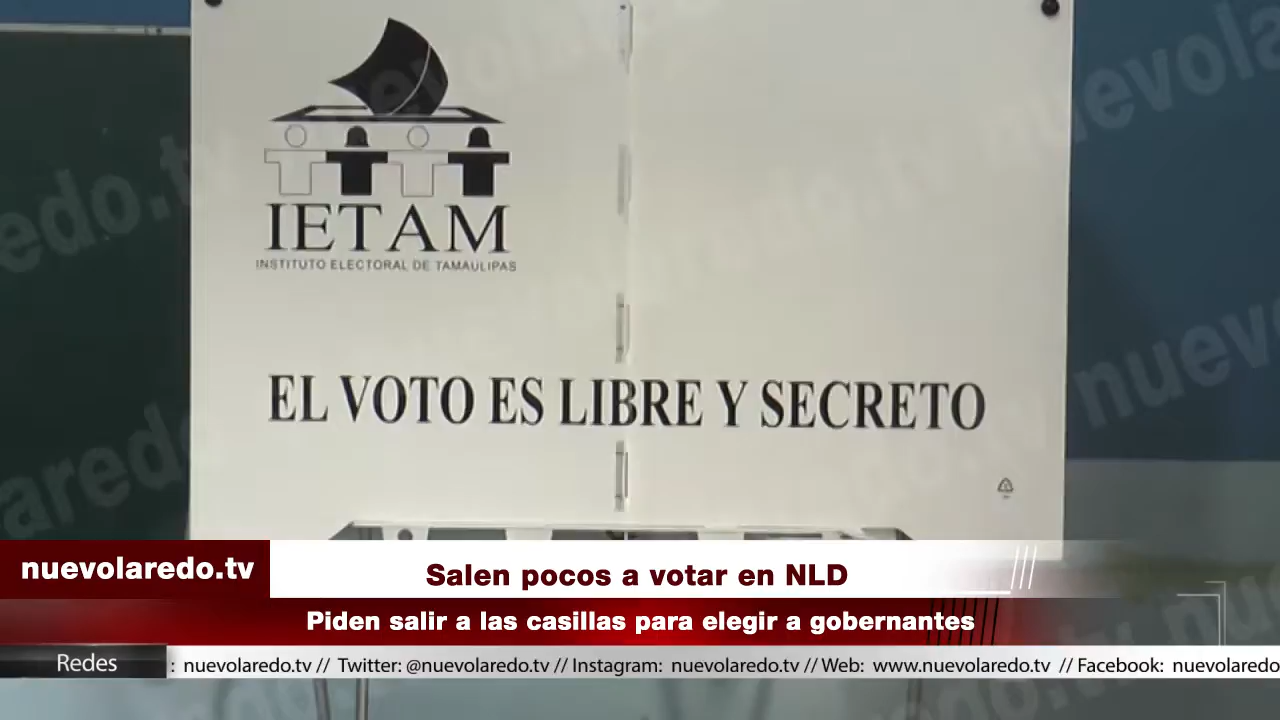 IETAM
INSTITUTO ELECTORAL DE TAMAULIPAS
EL VOTO ES LIBRE Y SECRETO
nuevolaredo.tv
Salen pocos a votar en NLD
Piden salir a las casillas para elegir a gobernantes
Redes
: nuevolaredo.tv // Twitter: @nuevolaredo.tv // Instagram: nuevolaredo.tv // Web: www.nuevolaredo.tv // Facebook: nuevolaredo